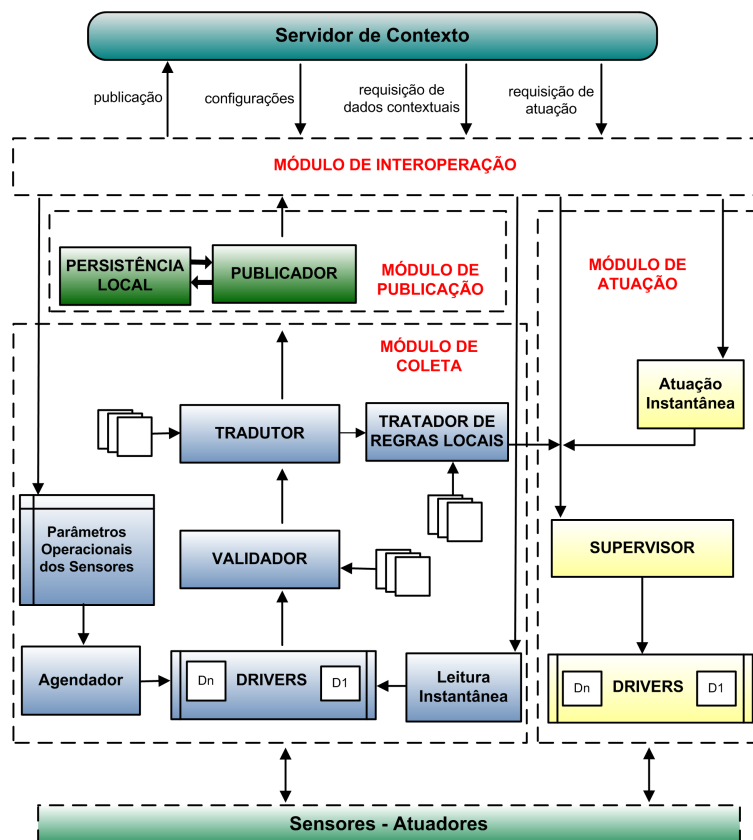 Servidor de Contexto
publicação
configurações
requisição de
dados contextuais
requisição de
atuação
MÓDULO DE INTEROPERAÇÃO
PERSISTÊNCIA
LOCAL
PUBLICADOR
MÓDULO DE
PUBLICAÇÃO
MÓDULO DE
ATUAÇÃO
MÓDULO DE
COLETA
Atuação
Instantânea
TRADUTOR
TRATADOR DE
REGRAS LOCAIS
Parâmetros
Operacionais
dos Sensores
VALIDADOR
SUPERVISOR
Agendador
Dn
DRIVERS
D1
Leitura
Instantânea
Dn
DRIVERS
D1
Sensores - Atuadores